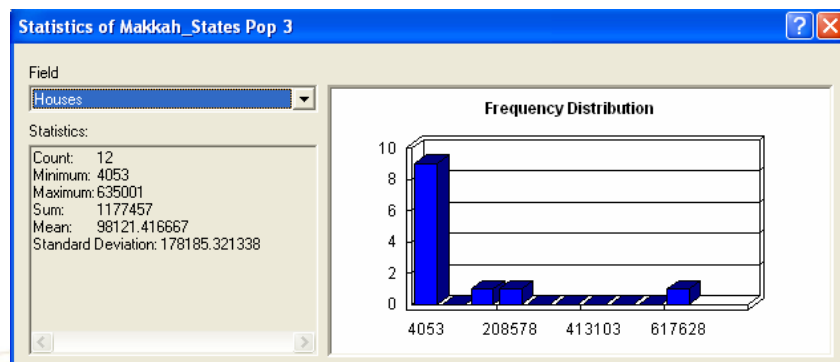 Statistics of Makkah_States Pop 3
Field
Houses
Statistics:
Count: 12
Minimum: 4053
Maximum: 635001
Sum: 1177457
Mean: 98121.416667
Standard Deviation: 178185.321338
Frequency Distribution
10
8
6
4
2
0
4053 208578 413103 617628